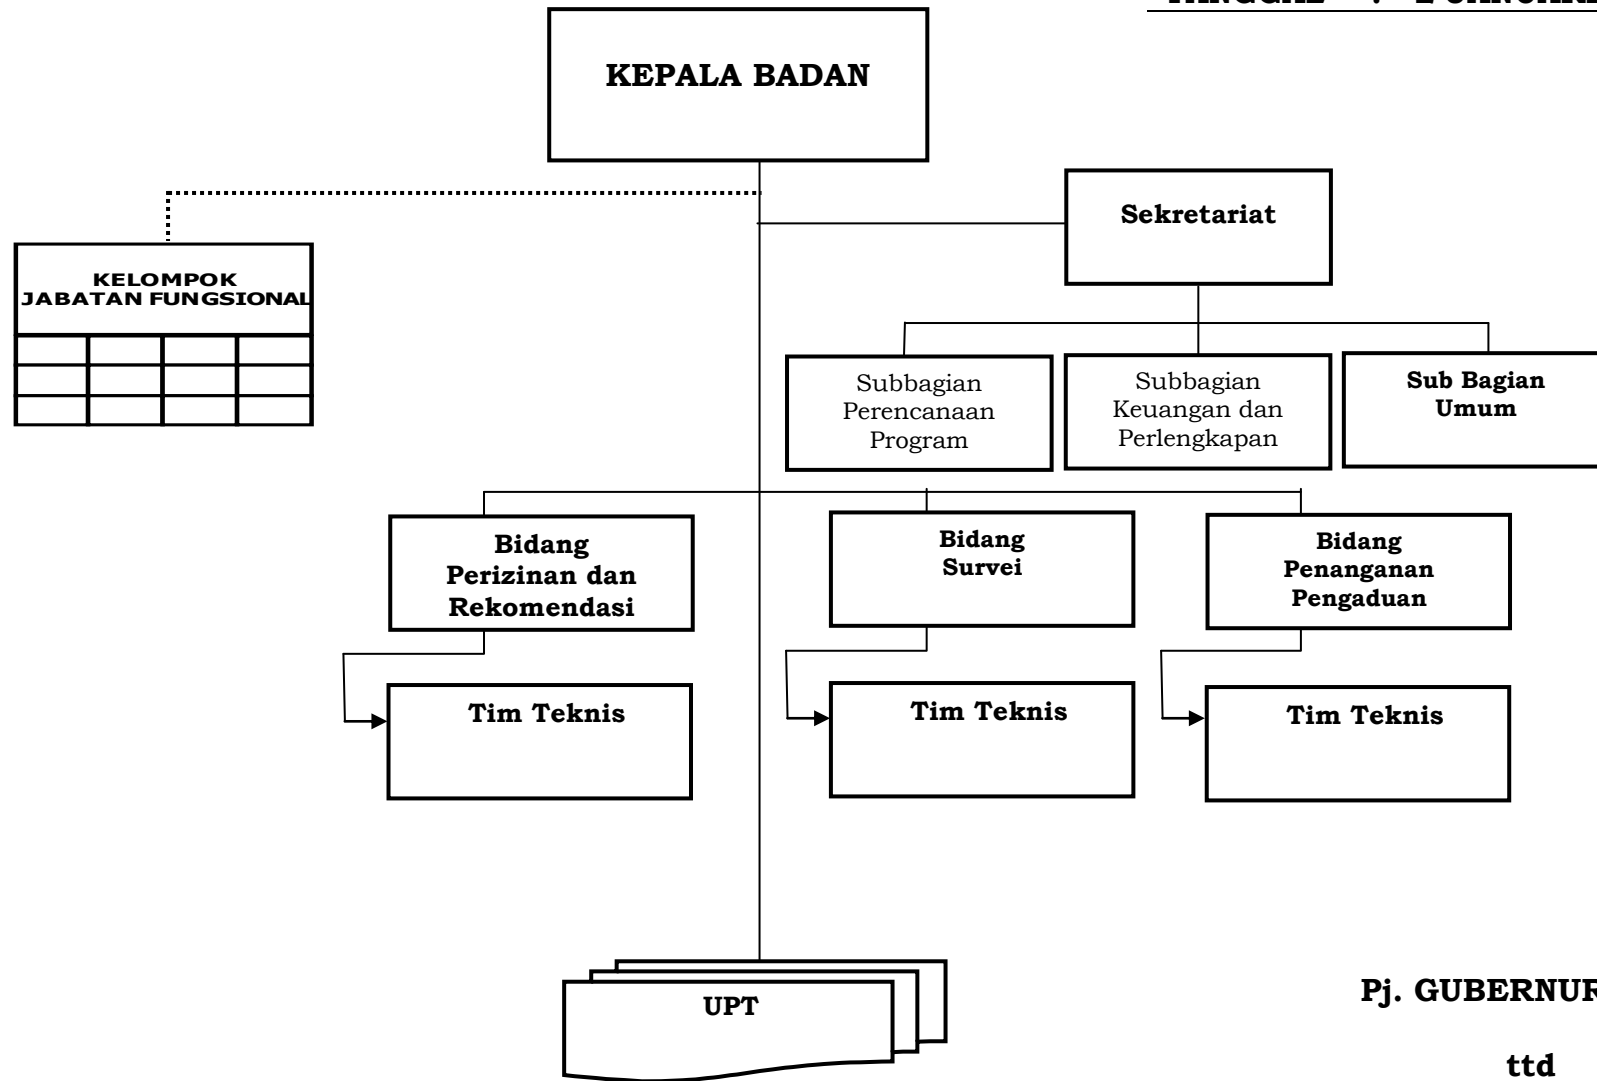 KEPALA BADAN
Sekretariat
KELOMPOK
JABATAN FUNGSIONAL
Subbagian
Perencanaan
Program
Subbagian
Keuangan dan
Perlengkapan
Sub Bagian
Umum
Bidang
Perizinan dan
Rekomendasi
Bidang
Survei
Bidang
Penanganan
Pengaduan
Tim Teknis
Tim Teknis
Tim Teknis
UPT
Pj. GUBERNUR
ttd